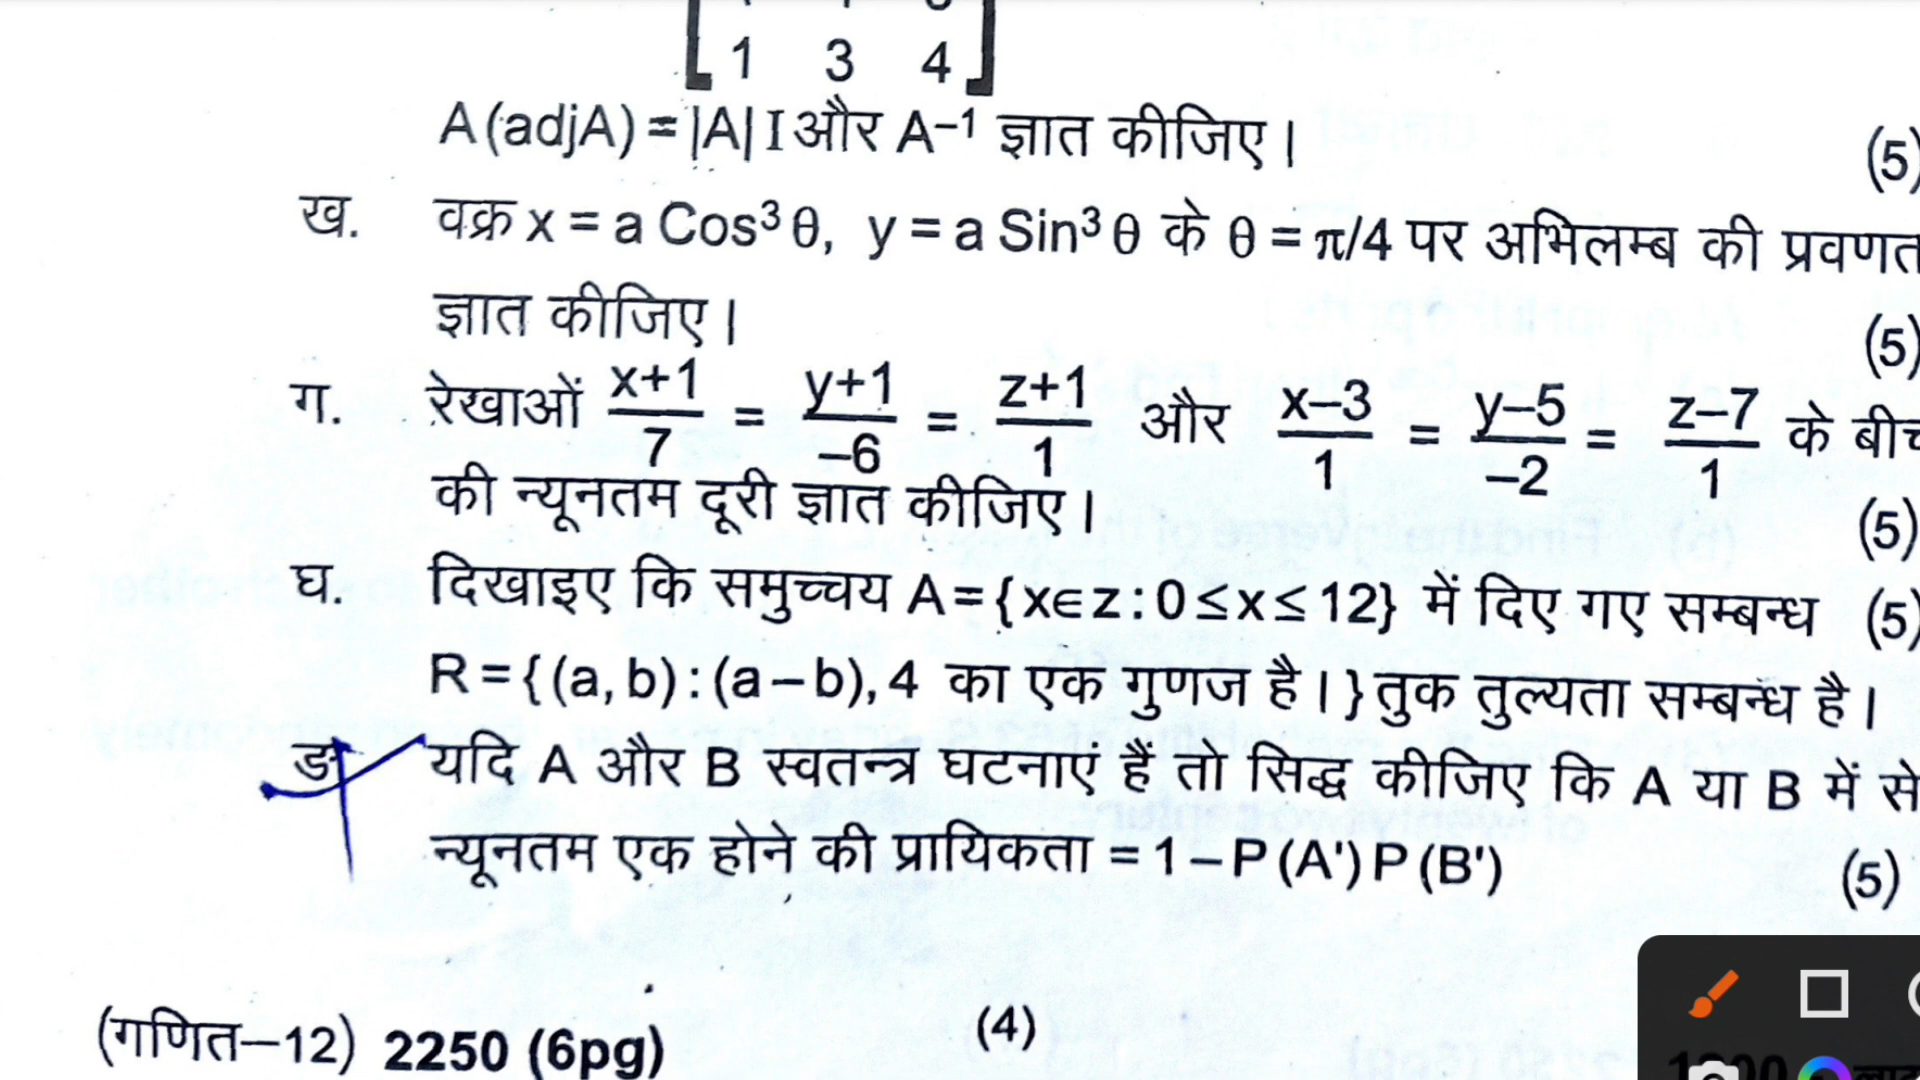 1 3 4
A(adjA)=|A| I और A⁻¹ ज्ञात कीजिए। (5)
ख. वक्र x = a Cos³ θ, y = a Sin³ θ के θ = π/4 पर अभिलम्ब की प्रवणत
ज्ञात कीजिए। (5)
ग. रेखाओं x+1/7 = y+1/–6 = z+1/1 और x–3/1 = y–5/–2 = z–7/1 के बीच
की न्यूनतम दूरी ज्ञात कीजिए। (5)
घ. दिखाइए कि समुच्चय A={x∈z:0≤x≤12} में दिए गए सम्बन्ध (5)
R={(a,b):(a–b),4 का एक गुणज है।}तुक तुल्यता सम्बन्ध है।
ङ यदि A और B स्वतन्त्र घटनाएं हैं तो सिद्ध कीजिए कि A या B में से
न्यूनतम एक होने की प्रायिकता =1–P(A')P(B') (5)
(गणित–12) 2250 (6pg) (4)